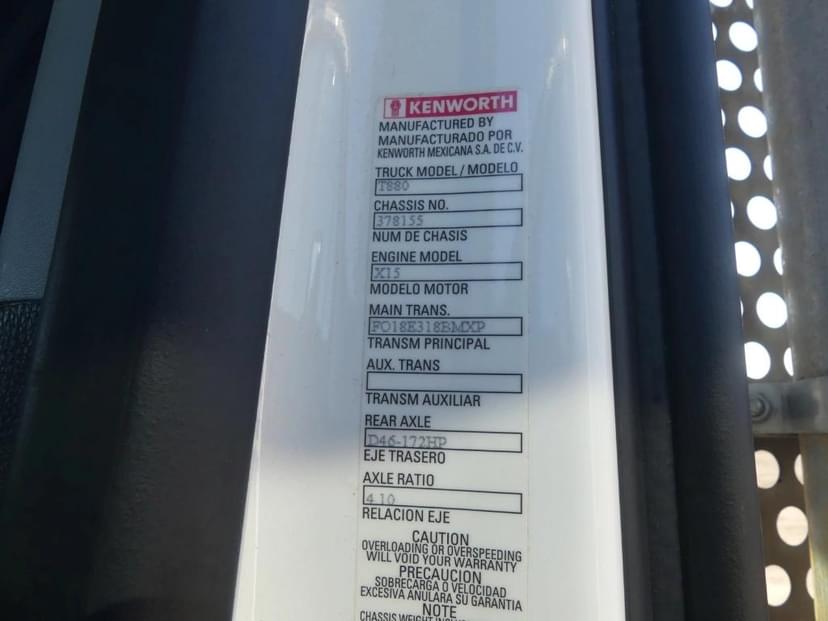 KENWORTH
MANUFACTURED BY
MANUFACTURADO POR
KENWORTH MEXICANA S.A. DE C.V.
TRUCK MODEL / MODELO
T880
CHASSIS NO.
378155
NUM DE CHASIS
ENGINE MODEL
X15
MODELO MOTOR
MAIN TRANS.
FO18E318BMXP
TRANSM PRINCIPAL
AUX. TRANS
TRANSM AUXILIAR
REAR AXLE
D46-172HP
EJE TRASERO
AXLE RATIO
4.10
RELACION EJE
CAUTION
OVERLOADING OR OVERSPEEDING
WILL VOID YOUR WARRANTY
PRECAUCION
SOBRECARGA O VELOCIDAD
EXCESIVA ANULARA SU GARANTIA
NOTE
CHASSIS WEIGHT